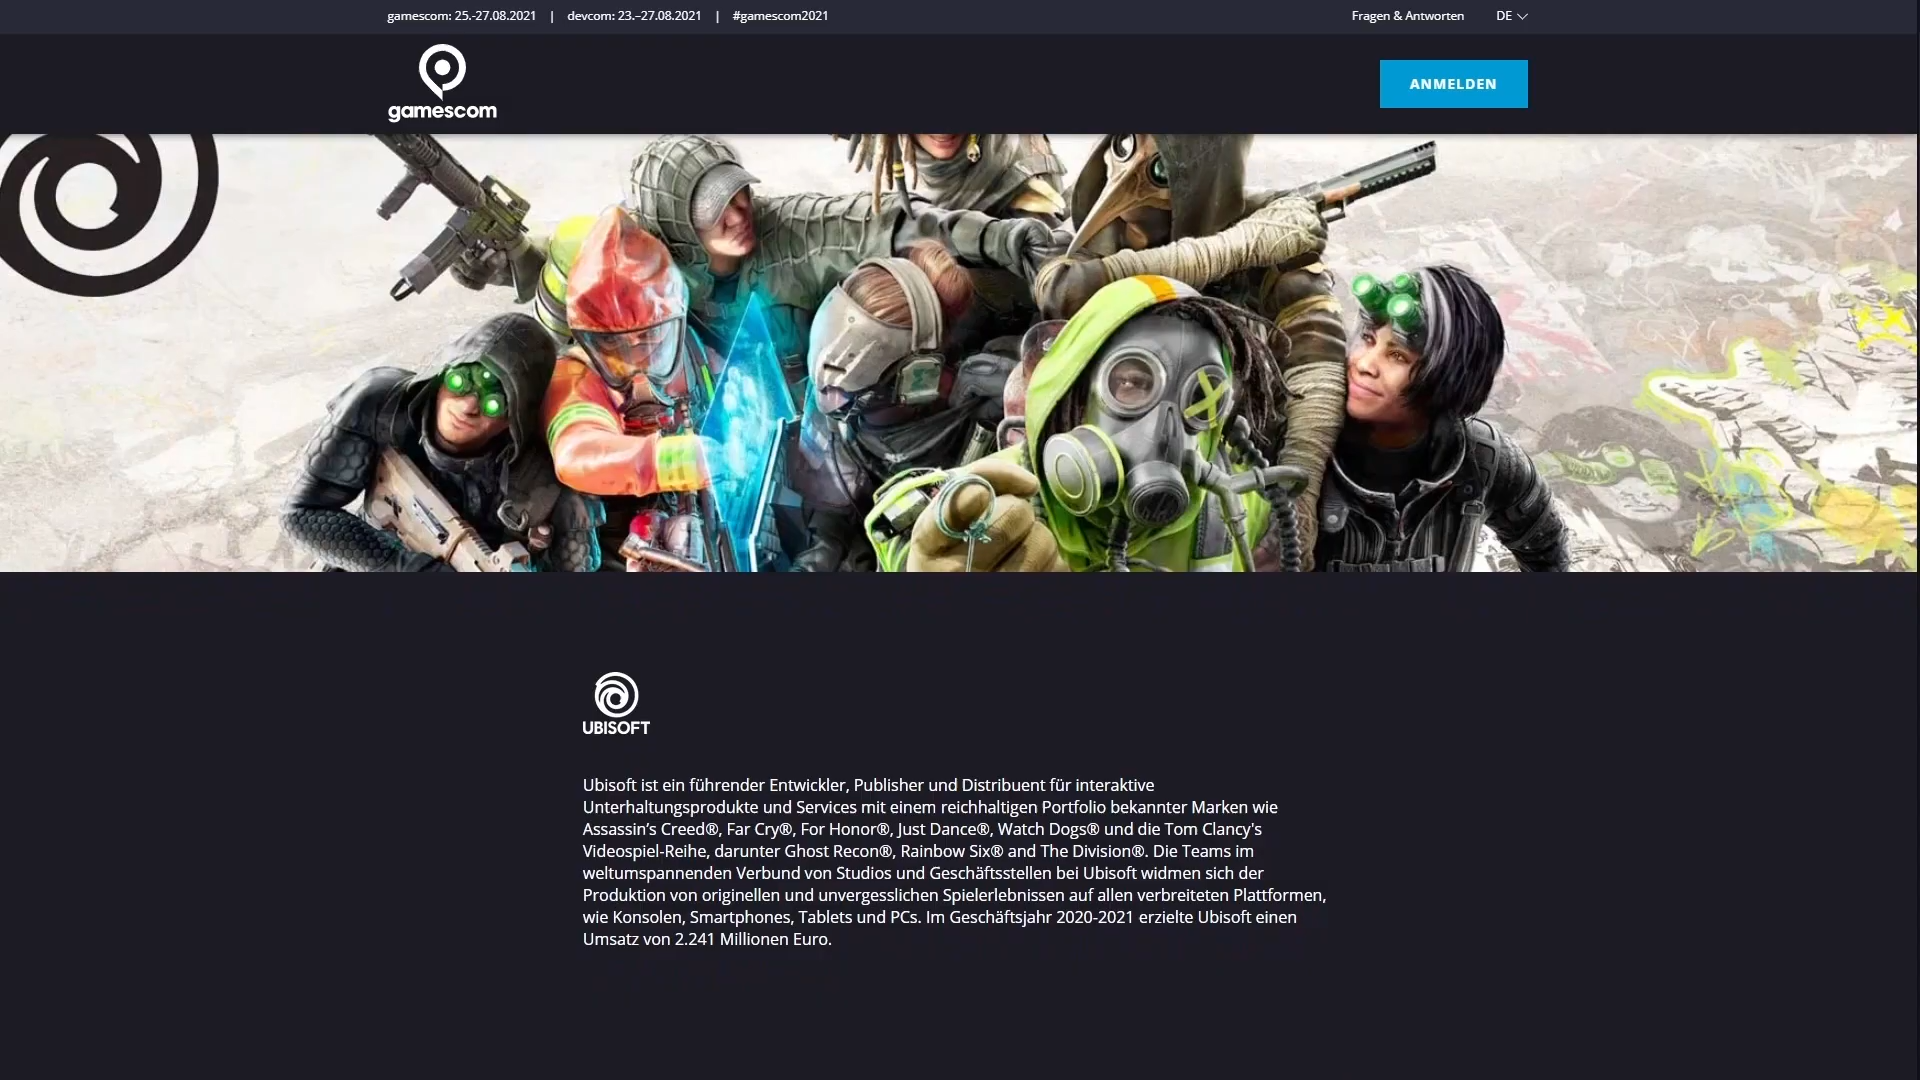 gamescom: 25.-27.08.2021 | devcom: 23.–27.08.2021 | #gamescom2021
Fragen & Antworten DE
gamescom
ANMELDEN
UBISOFT
Ubisoft ist ein führender Entwickler, Publisher und Distribuent für interaktive
Unterhaltungsprodukte und Services mit einem reichhaltigen Portfolio bekannter Marken wie
Assassin’s Creed®, Far Cry®, For Honor®, Just Dance®, Watch Dogs® und die Tom Clancy's
Videospiel-Reihe, darunter Ghost Recon®, Rainbow Six® and The Division®. Die Teams im
weltumspannenden Verbund von Studios und Geschäftsstellen bei Ubisoft widmen sich der
Produktion von originellen und unvergesslichen Spielerlebnissen auf allen verbreiteten Plattformen,
wie Konsolen, Smartphones, Tablets und PCs. Im Geschäftsjahr 2020-2021 erzielte Ubisoft einen
Umsatz von 2.241 Millionen Euro.